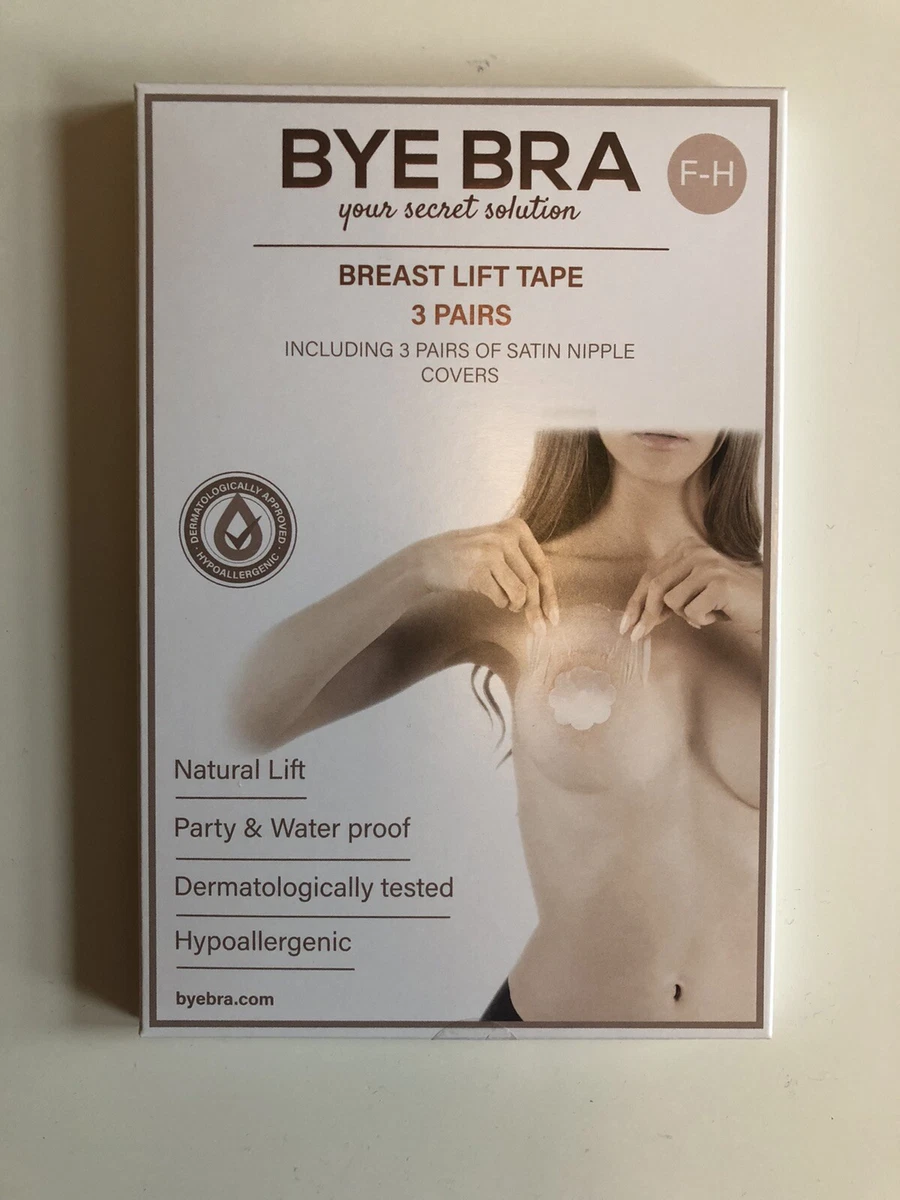 BYE BRA
F-H
your secret solution
BREAST LIFT TAPE
3 PAIRS
INCLUDING 3 PAIRS OF SATIN NIPPLE
COVERS
DERMATOLOGICALLY APPROVED
· HYPOALLERGENIC ·
Natural Lift
Party & Water proof
Dermatologically tested
Hypoallergenic
byebra.com